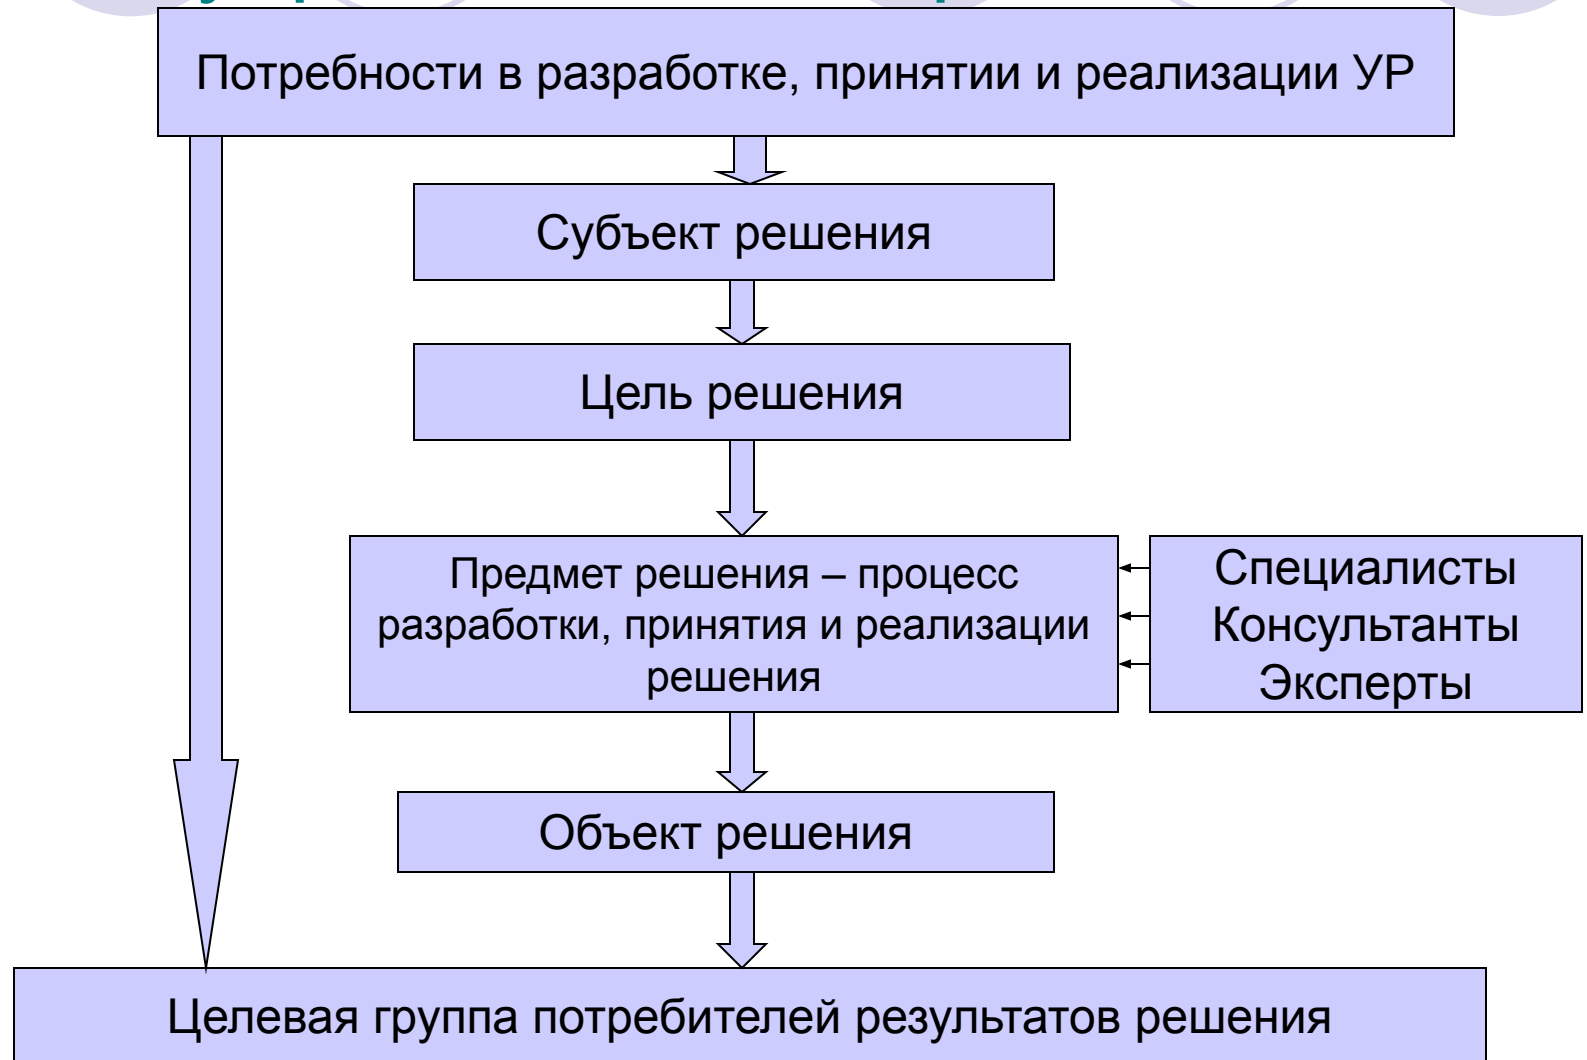 Потребности в разработке, принятии и реализации УР
Субъект решения
Цель решения
Предмет решения – процесс
разработки, принятия и реализации
решения
Специалисты
Консультанты
Эксперты
Объект решения
Целевая группа потребителей результатов решения